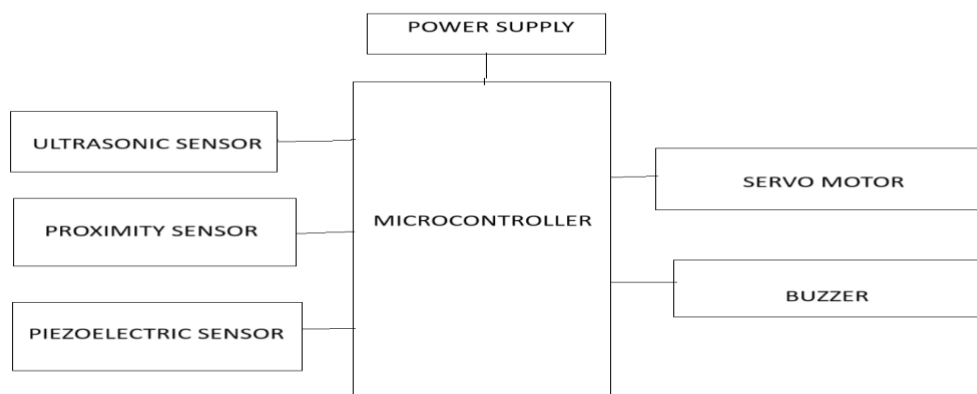 POWER SUPPLY
ULTRASONIC SENSOR
PROXIMITY SENSOR
PIEZOELECTRIC SENSOR
MICROCONTROLLER
SERVO MOTOR
BUZZER